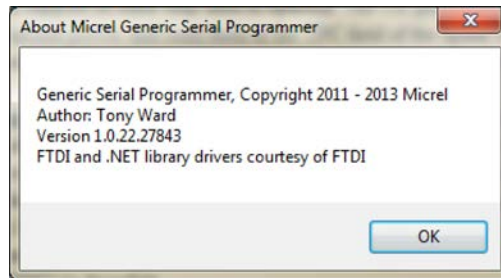 About Micrel Generic Serial Programmer
Generic Serial Programmer, Copyright 2011 - 2013 Micrel
Author: Tony Ward
Version 1.0.22.27843
FTDI and .NET library drivers courtesy of FTDI
OK